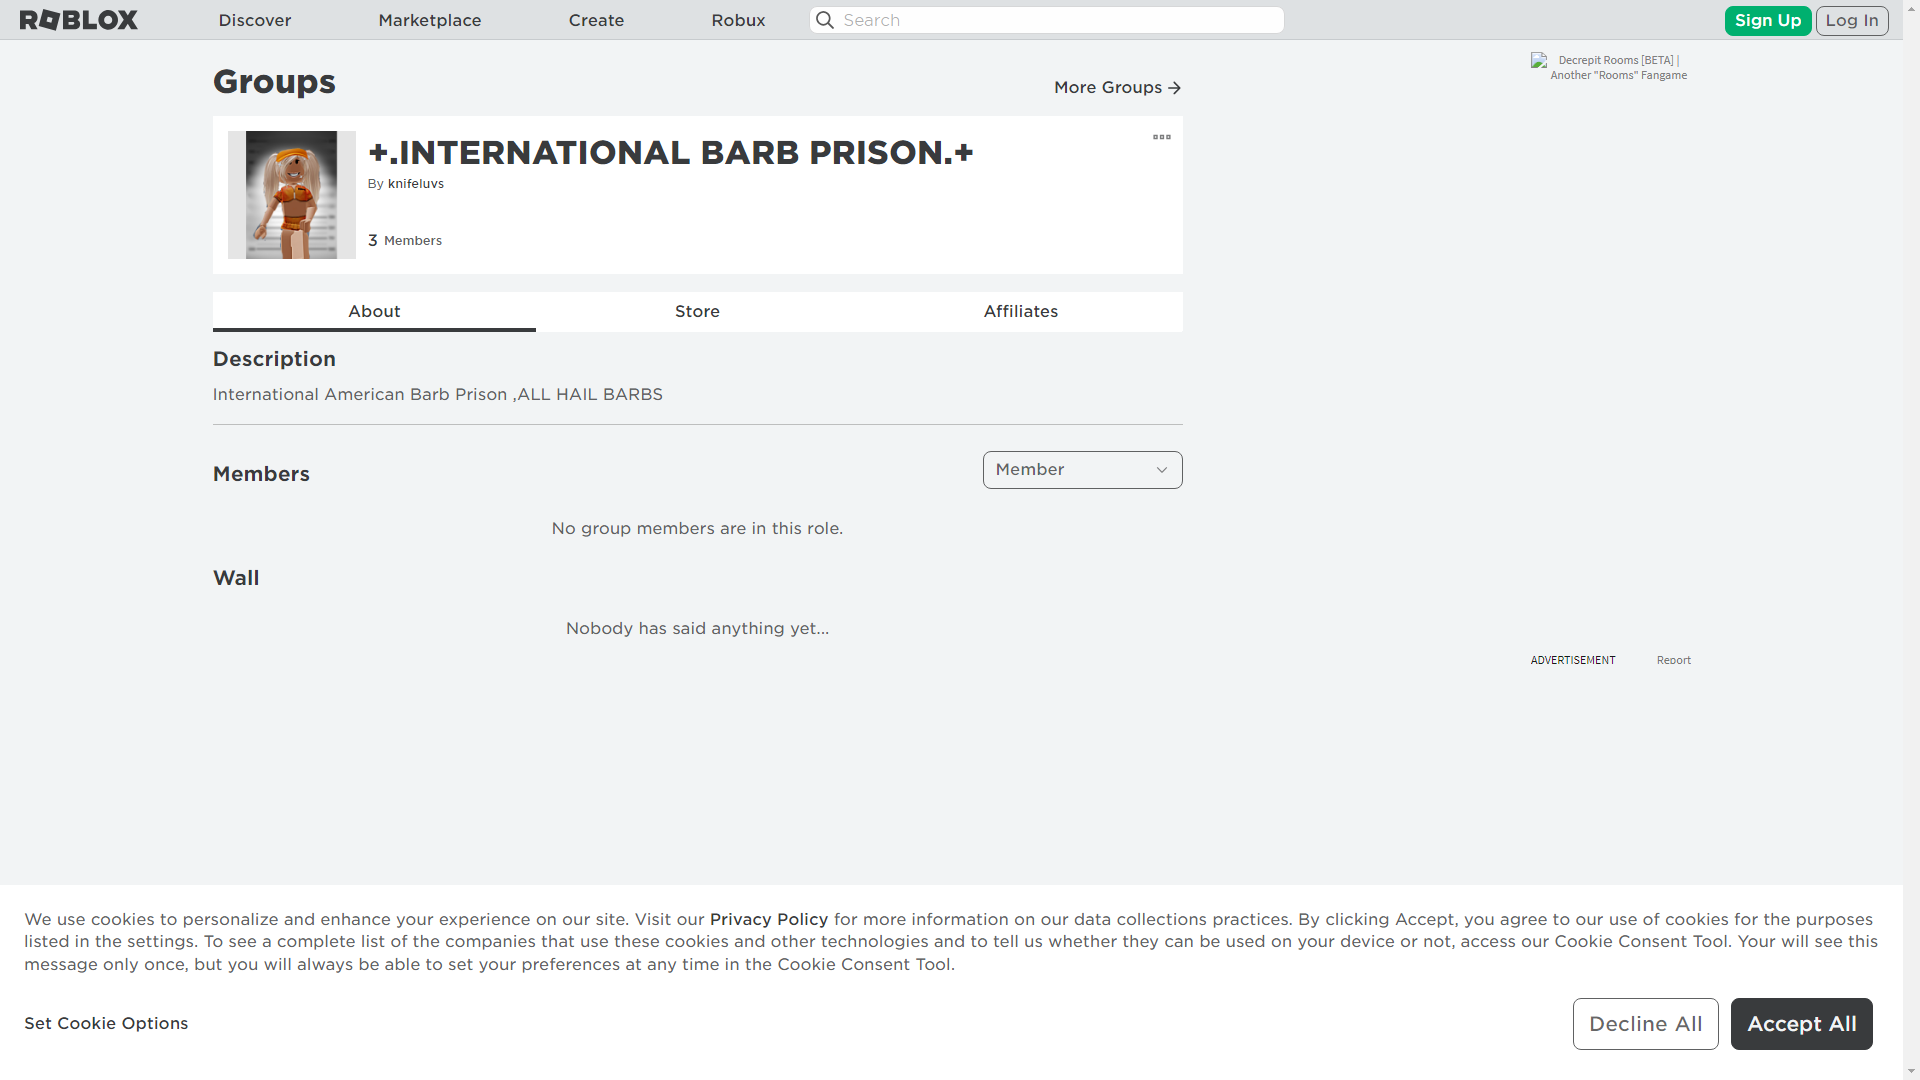 ROBLOX
Discover
Marketplace
Create
Robux
Search
Sign Up
Log In
Groups
More Groups
Decrepit Rooms [BETA] |
Another "Rooms" Fangame
+.INTERNATIONAL BARB PRISON.+
By knifeluvs
3 Members
About
Store
Affiliates
Description
International American Barb Prison ,ALL HAIL BARBS
Members
Member
No group members are in this role.
Wall
Nobody has said anything yet...
ADVERTISEMENT
Report
We use cookies to personalize and enhance your experience on our site. Visit our Privacy Policy for more information on our data collections practices. By clicking Accept, you agree to our use of cookies for the purposes
listed in the settings. To see a complete list of the companies that use these cookies and other technologies and to tell us whether they can be used on your device or not, access our Cookie Consent Tool. Your will see this
message only once, but you will always be able to set your preferences at any time in the Cookie Consent Tool.
Set Cookie Options
Decline All
Accept All